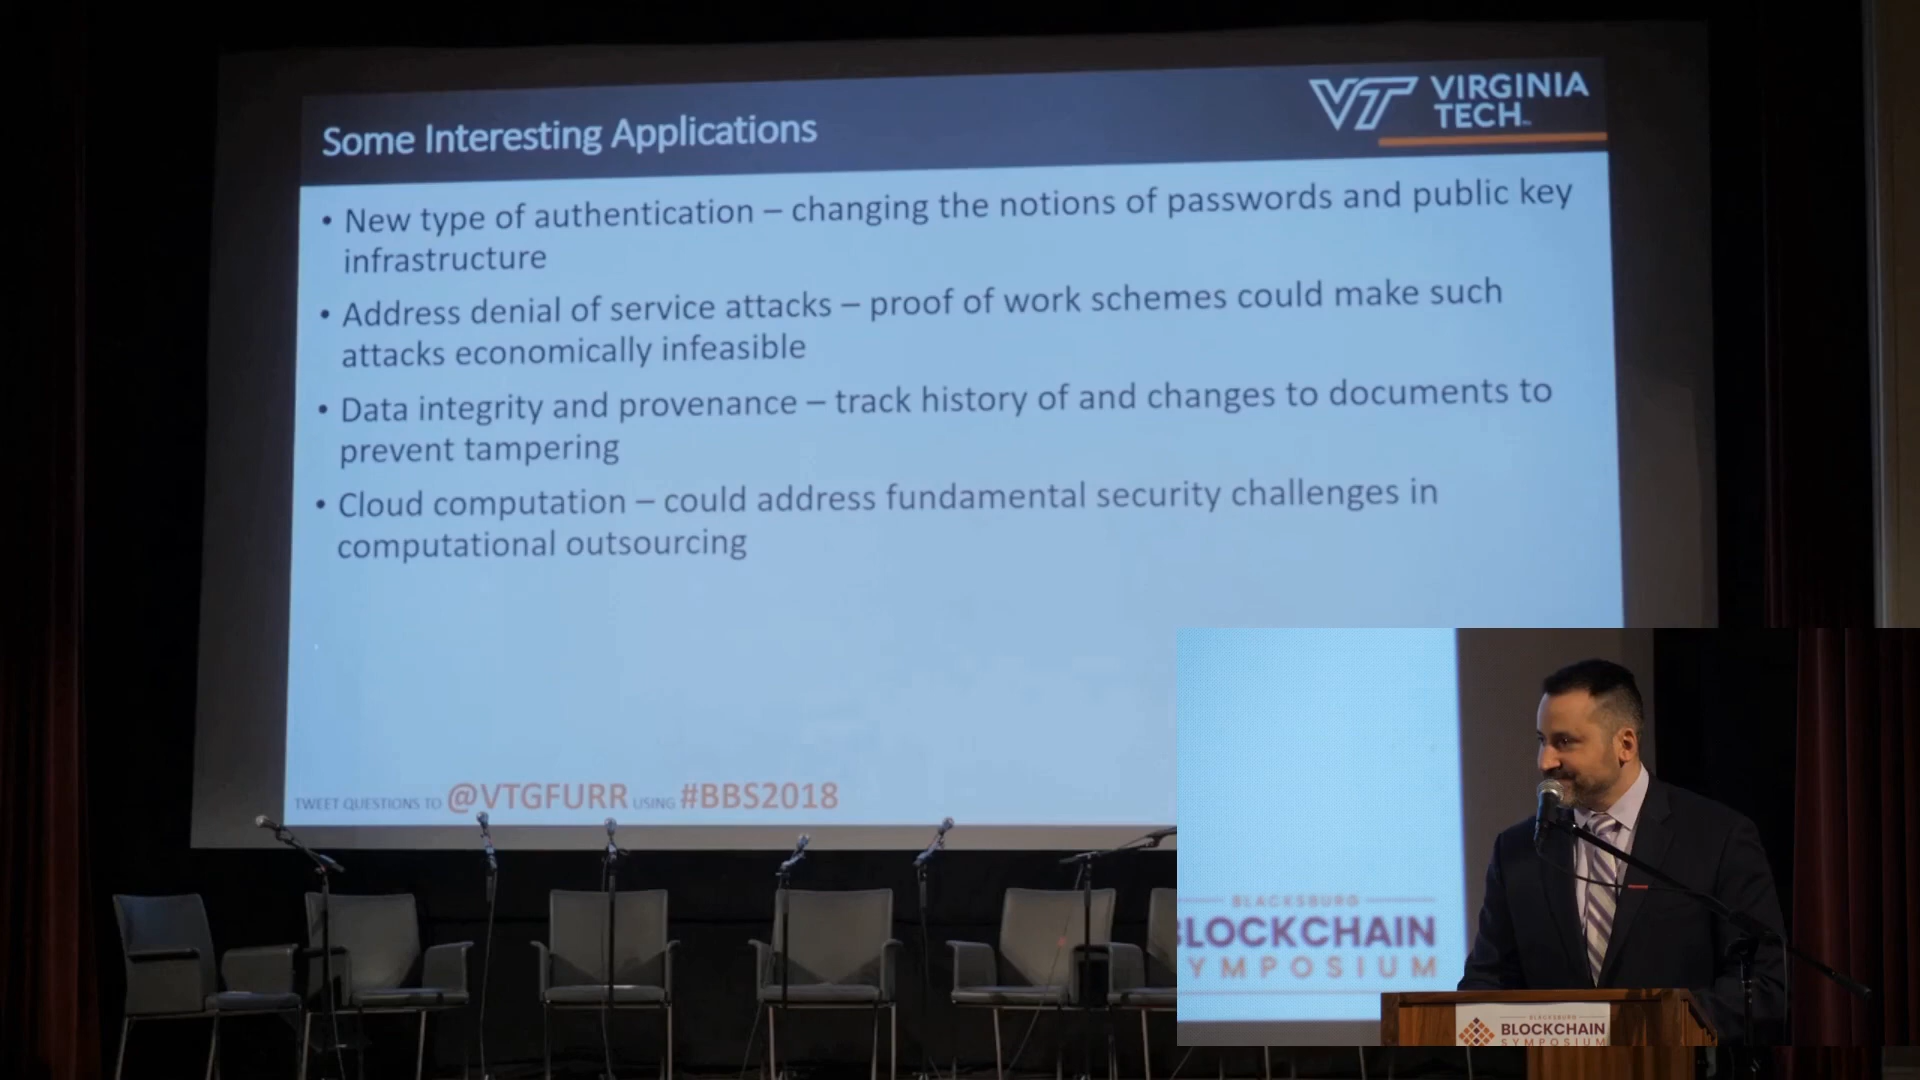 Some Interesting Applications
VT VIRGINIA
TECH
• New type of authentication – changing the notions of passwords and public key
infrastructure
• Address denial of service attacks – proof of work schemes could make such
attacks economically infeasible
• Data integrity and provenance – track history of and changes to documents to
prevent tampering
• Cloud computation – could address fundamental security challenges in
computational outsourcing
TWEET QUESTIONS TO @VTGFURR USING #BBS2018
BLACKSBURG
BLOCKCHAIN
YMPOSIUM
BLACKSBURG
BLOCKCHAIN
SYMPOSIUM